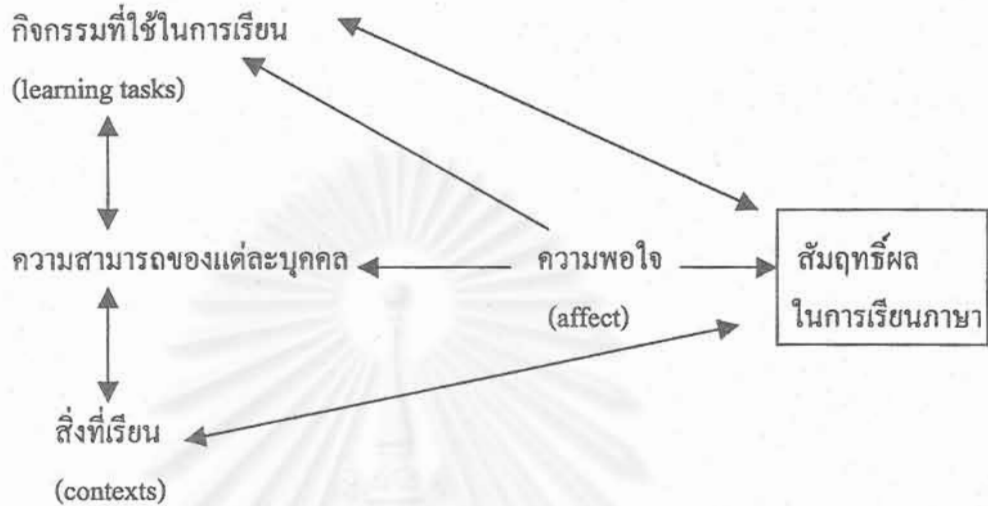 กิจกรรมที่ใช้ในการเรียน
(learning tasks)
ความสามารถของแต่ละบุคคล
ความพอใจ
(affect)
สัมฤทธิ์ผล
ในการเรียนภาษา
สิ่งที่เรียน
(contexts)